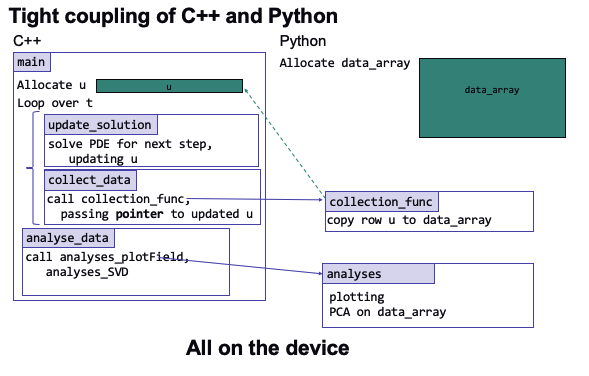 Tight coupling of C++ and Python
C++
Python
main
Allocate u
u
Loop over t
update_solution
solve PDE for next step,
updating u
collect_data
call collection_func,
passing pointer to updated u
analyse_data
call analyses_plotField,
analyses_SVD
Allocate data_array
data_array
collection_func
copy row u to data_array
analyses
plotting
PCA on data_array
All on the device